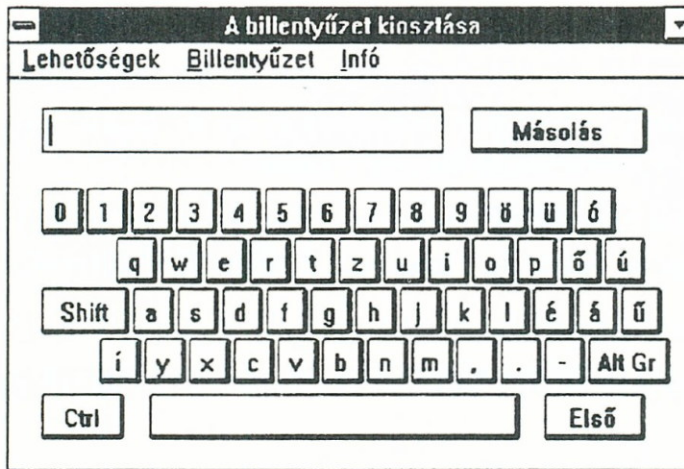 A billentyűzet kiosztása
Lehetőségek Billentyűzet Infó
Másolás
0 1 2 3 4 5 6 7 8 9 ö ü ó
q w e r t z u i o p ő ú
Shift a s d f g h j k l é á ű
í y x c v b n m , . - Alt Gr
Ctrl Első